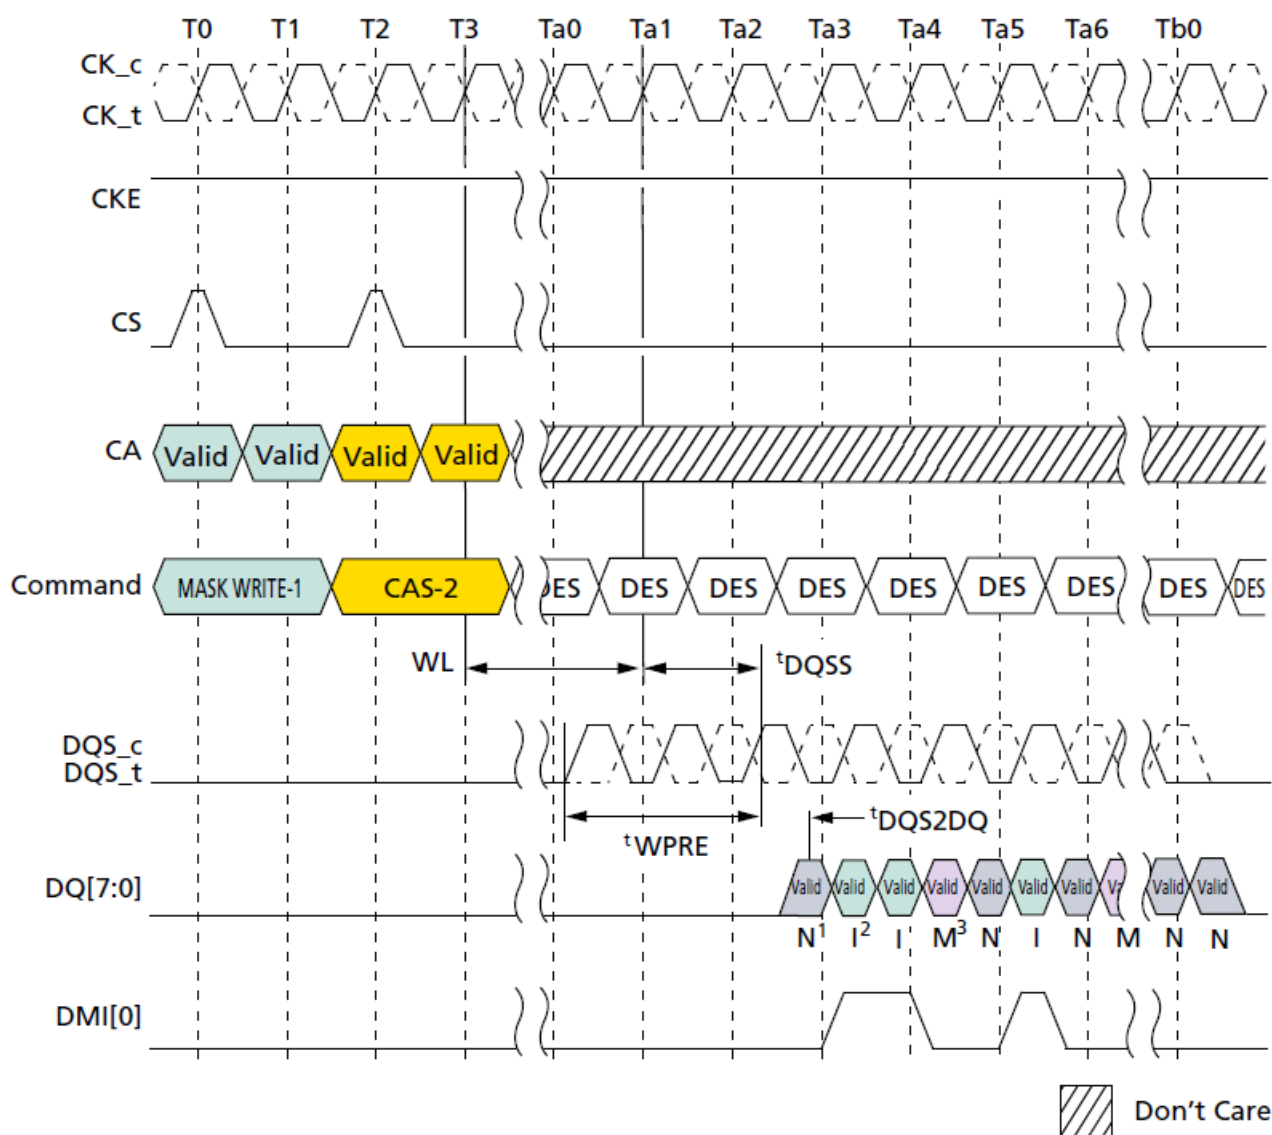 T0 T1 T2 T3 Ta0 Ta1 Ta2 Ta3 Ta4 Ta5 Ta6 Tb0
CK_c
CK_t
CKE
CS
CA Valid Valid Valid Valid
Command MASK WRITE-1 CAS-2 DES DES DES DES DES DES DES DES DES
WL tDQSS
DQS_c
DQS_t
tDQS2DQ
tWPRE
DQ[7:0] Valid Valid Valid Valid Valid Valid Valid Va Valid Valid
N1 I2 I M3 N I N M N N
DMI[0]
Don't Care